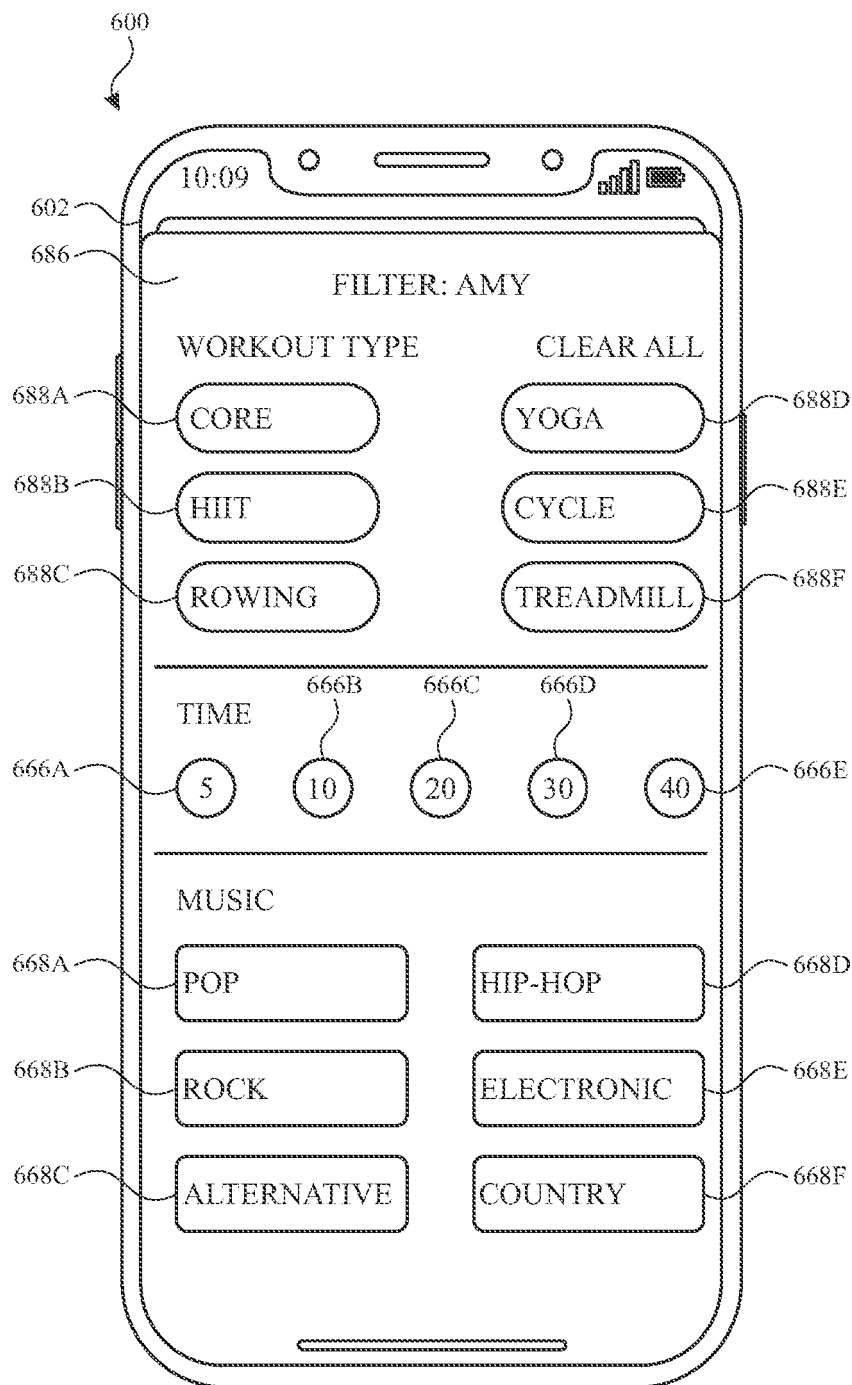 600
10:09
602
686
FILTER: AMY
WORKOUT TYPE CLEAR ALL
688A CORE YOGA 688D
688B HIIT CYCLE 688E
688C ROWING TREADMILL 688F
666B 666C 666D
TIME
666A 5 10 20 30 40 666E
MUSIC
668A POP HIP-HOP 668D
668B ROCK ELECTRONIC 668E
668C ALTERNATIVE COUNTRY 668F